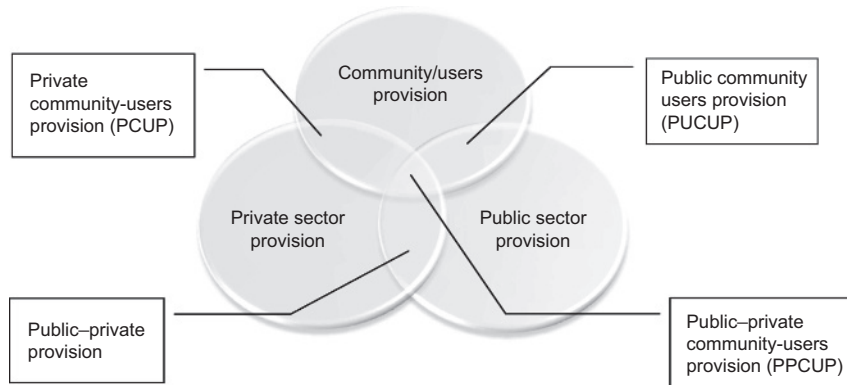 Private
community-users
provision (PCUP)
Community/users
provision
Public community
users provision
(PUCUP)
Private sector
provision
Public sector
provision
Public–private
provision
Public–private
community-users
provision (PPCUP)